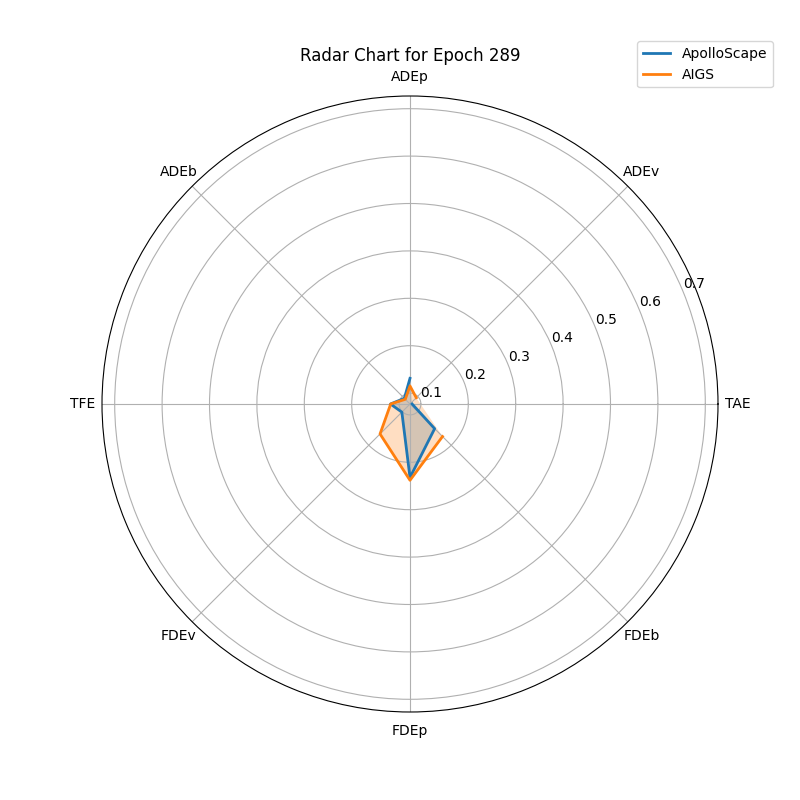 Radar Chart for Epoch 289
ApolloScape
AIGS
ADEp
ADEb
ADEv
0.7
0.6
0.5
0.4
0.3
0.2
0.1
TFE
TAE
FDEv
FDEb
FDEp